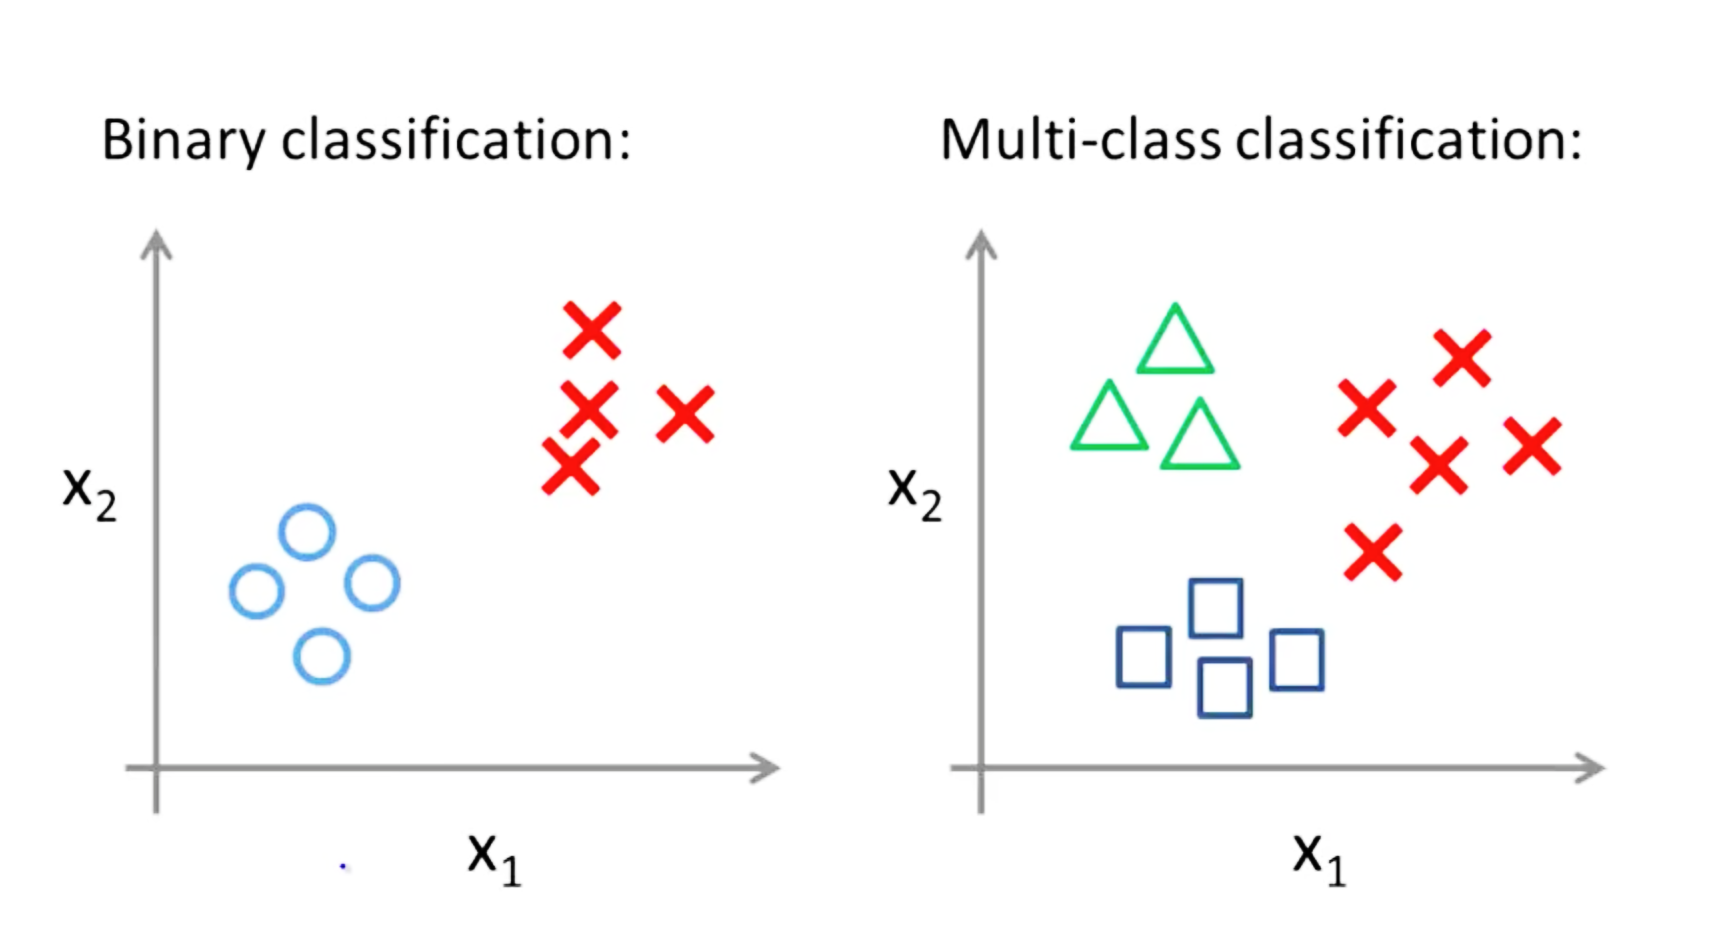 Binary classification:
x₂
x₁
Multi-class classification:
x₂
x₁